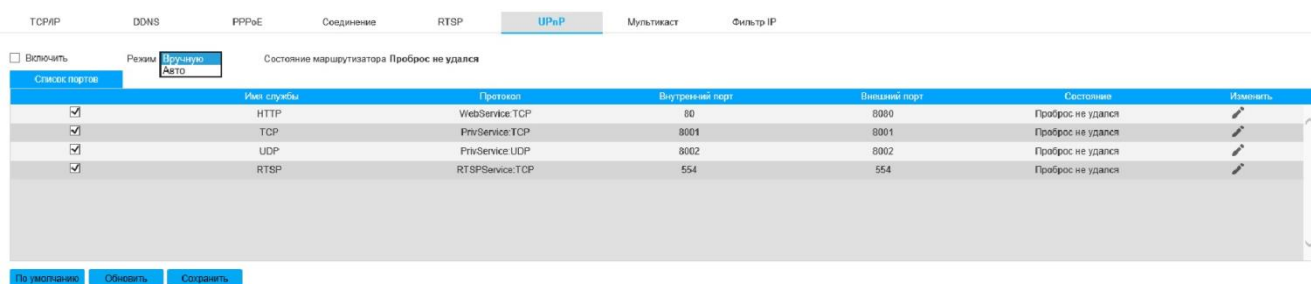 TCP/IP DDNS PPPoE Соединение RTSP UPnP Мультикаст Фильтр IP
Включить Режим Вручную Состояние маршрутизатора Проброс не удался
Авто
Список портов
Имя службы Протокол Внутренний порт Внешний порт Состояние Изменить
HTTP WebService:TCP 80 8080 Проброс не удался
TCP PrivService:TCP 8001 8001 Проброс не удался
UDP PrivService:UDP 8002 8002 Проброс не удался
RTSP RTSPService:TCP 554 554 Проброс не удался
По умолчанию Обновить Сохранить